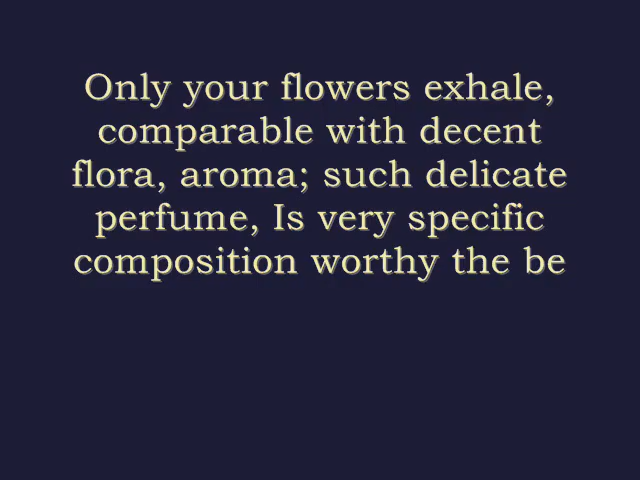 Only your flowers exhale,
comparable with decent
flora, aroma; such delicate
perfume, Is very specific
composition worthy the be